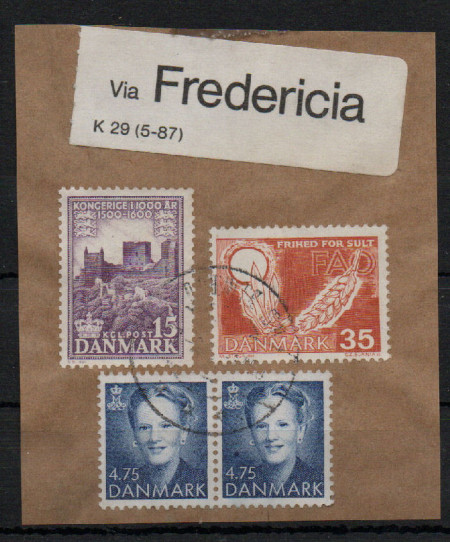 Via Fredericia
K 29 (5-87)
KONGERIGE I 1000 ÅR
1500-1600
KGL. POST 15
DANMARK
FRIHED FOR SULT
FAO
DANMARK 35
4.75
DANMARK
4.75
DANMARK